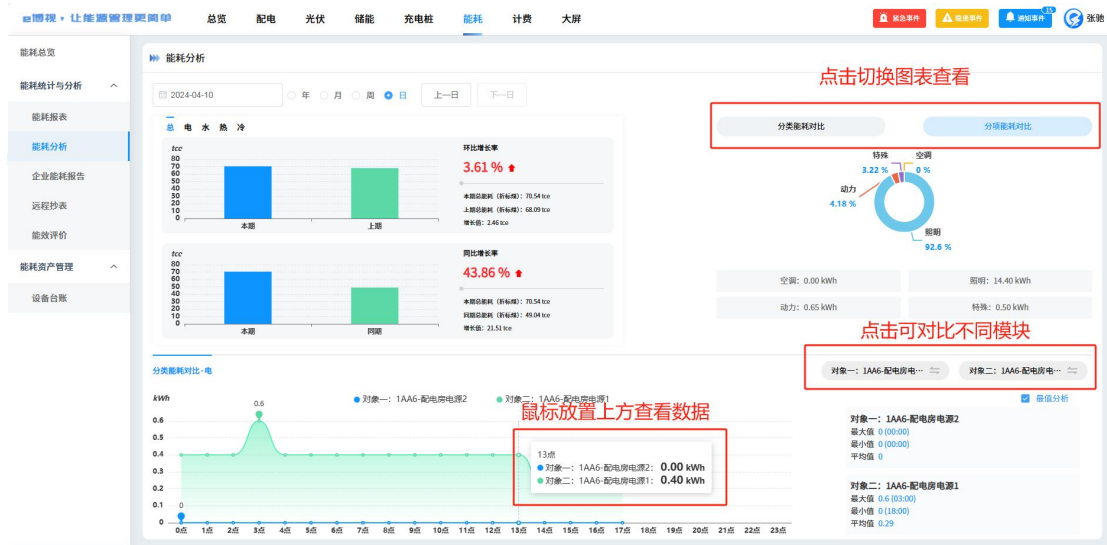 e博视，让能源管理更简单
总览 配电 光伏 储能 充电桩 能耗 计费 大屏
紧急事件 隐患事件 通知事件 15 张驰
能耗总览
能耗统计与分析
能耗报表
能耗分析
企业能耗报告
远程抄表
能效评价
能耗资产管理
设备台账
能耗分析
2024-04-10 年 月 周 日 上一日 下一日
点击切换图表查看
总 电 水 热 冷
tce
80
70
60
50
40
30
20
10
0
本期 上期
环比增长率
3.61 %
本期总能耗（折标煤）：70.54 tce
上期总能耗（折标煤）：68.09 tce
增长值：2.46 tce
tce
80
70
60
50
40
30
20
10
0
本期 同期
同比增长率
43.86 %
本期总能耗（折标煤）：70.54 tce
同期总能耗（折标煤）：49.04 tce
增长值：21.51 tce
分类能耗对比 分项能耗对比
特殊 空调
3.22 % 0 %
动力
4.18 %
照明
92.6 %
空调：0.00 kWh 照明：14.40 kWh
动力：0.65 kWh 特殊：0.50 kWh
点击可对比不同模块
分类能耗对比·电
对象一：1AA6-配电房电… 对象二：1AA6-配电房电…
kWh
对象一：1AA6-配电房电源2 对象二：1AA6-配电房电源1
最值分析
鼠标放置上方查看数据
0.6
0.6
0.5
0.4
0.3
0.2
0.1
0
0
13点
对象一：1AA6-配电房电源2：0.00 kWh
对象二：1AA6-配电房电源1：0.40 kWh
0点 1点 2点 3点 4点 5点 6点 7点 8点 9点 10点 11点 12点 13点 14点 15点 16点 17点 18点 19点 20点 21点 22点 23点
对象一：1AA6-配电房电源2
最大值 0 (00:00)
最小值 0 (00:00)
平均值 0
对象二：1AA6-配电房电源1
最大值 0.6 (03:00)
最小值 0 (18:00)
平均值 0.29